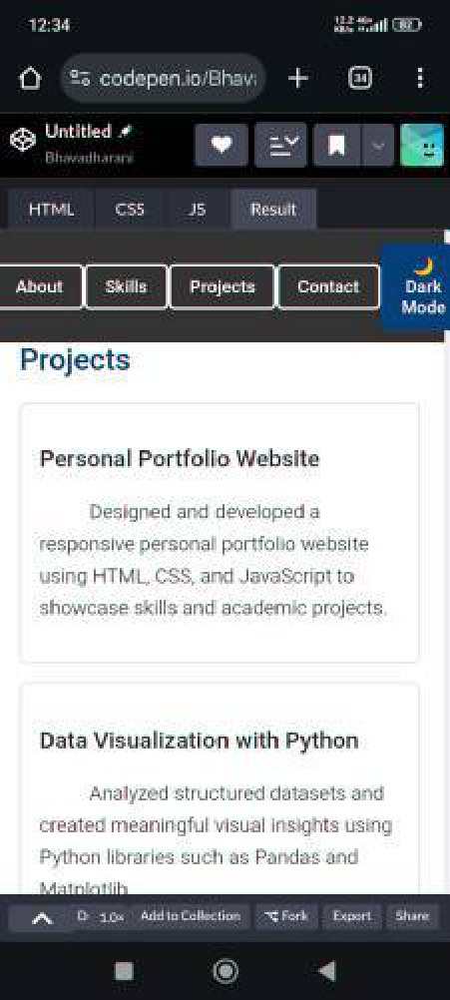 12:34
82
codepen.io/Bhava
34
Untitled
Bhavadharani
HTML CSS JS Result
About Skills Projects Contact
Dark
Mode
Projects
Personal Portfolio Website
Designed and developed a
responsive personal portfolio website
using HTML, CSS, and JavaScript to
showcase skills and academic projects.
Data Visualization with Python
Analyzed structured datasets and
created meaningful visual insights using
Python libraries such as Pandas and
Matplotlib
1.0× Add to Collection Fork Export Share